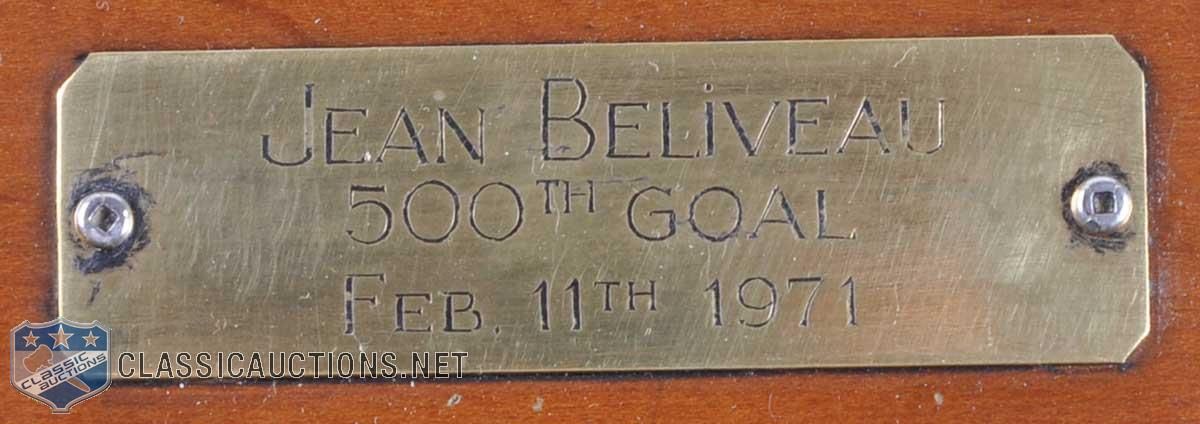 Jean Beliveau
500th Goal
Feb. 11th 1971
CLASSIC AUCTIONS
CLASSICAUCTIONS.NET